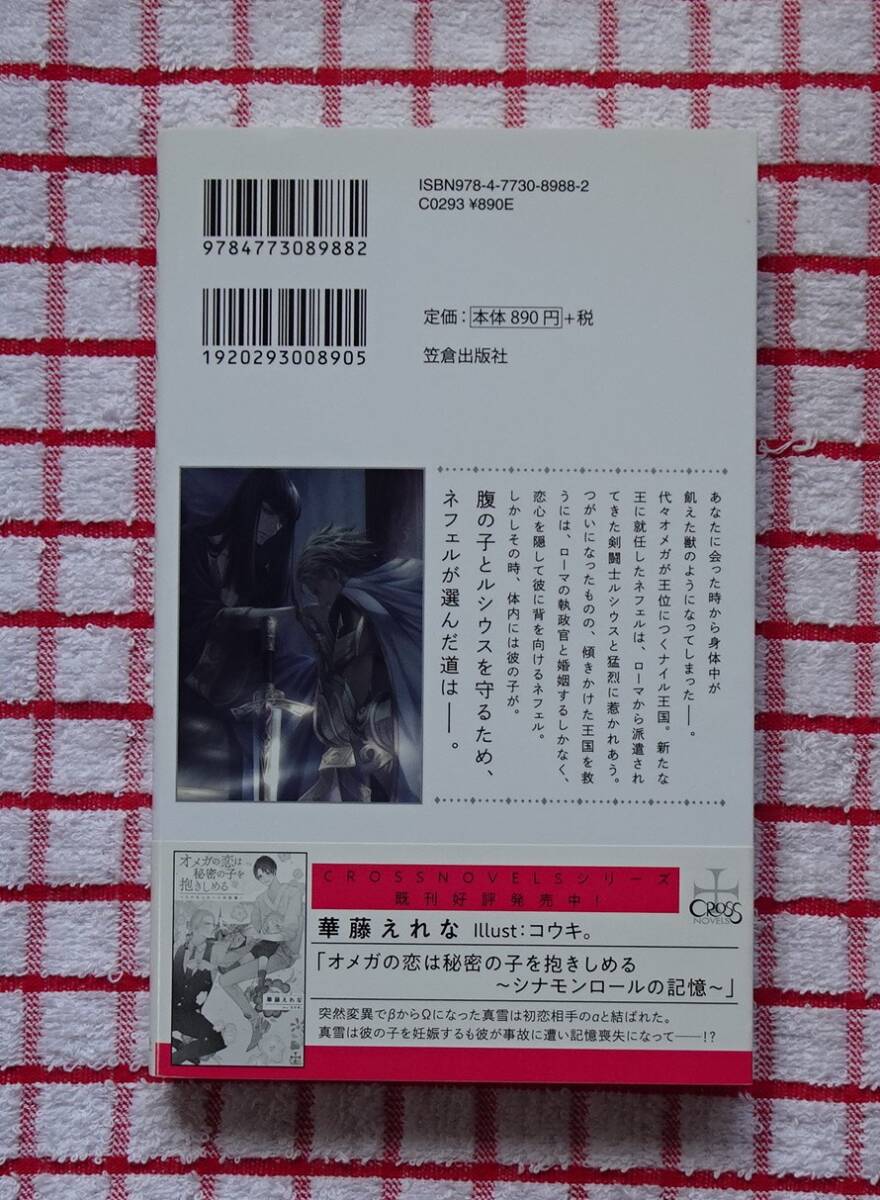 ISBN978-4-7730-8988-2
C0293 ¥890E
9784773089882
1920293008905
定価：本体890円＋税
笠倉出版社
あなたに会った時から身体中が
飢えた獣のようになってしまった――。
代々オメガが王位につくナイル王国。新たな
王に就任したネフェルは、ローマから派遣され
てきた剣闘士ルシウスと猛烈に惹かれあう。
つがいになったものの、傾きかけた王国を救
うには、ローマの執政官と婚姻するしかなく、
恋心を隠して彼に背を向けるネフェル。
しかしその時、体内には彼の子が。
腹の子とルシウスを守るため、
ネフェルが選んだ道は――。
オメガの恋は
秘密の子を
抱きしめる
華藤えれな
CROSSNOVELSシリーズ
既刊好評発売中！
CROSS
NOVELS
華藤えれな Illust：コウキ。
「オメガの恋は秘密の子を抱きしめる
～シナモンロールの記憶～」
突然変異でβからΩになった真雪は初恋相手のαと結ばれた。
真雪は彼の子を妊娠するも彼が事故に遭い記憶喪失になって――!?